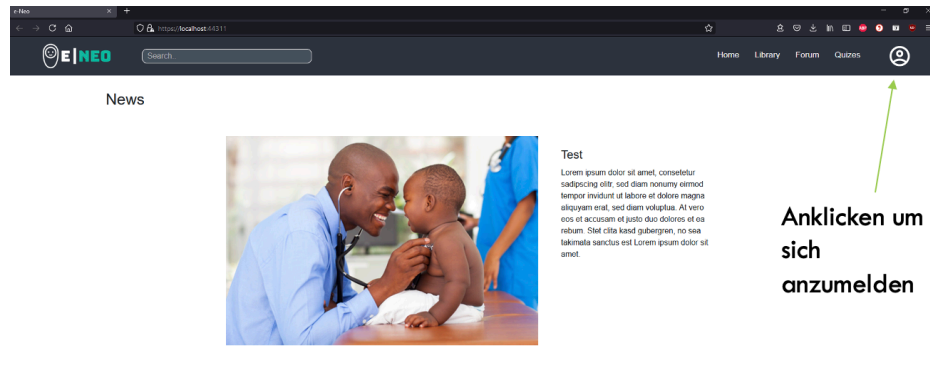 e-Neo
https://localhost:44311
E|NEO
Search...
Home Library Forum Quizes
News
Test
Lorem ipsum dolor sit amet, consetetur
sadipscing elitr, sed diam nonumy eirmod
tempor invidunt ut labore et dolore magna
aliquyam erat, sed diam voluptua. At vero
eos et accusam et justo duo dolores et ea
rebum. Stet clita kasd gubergren, no sea
takimata sanctus est Lorem ipsum dolor sit
amet.
Anklicken um
sich
anzumelden